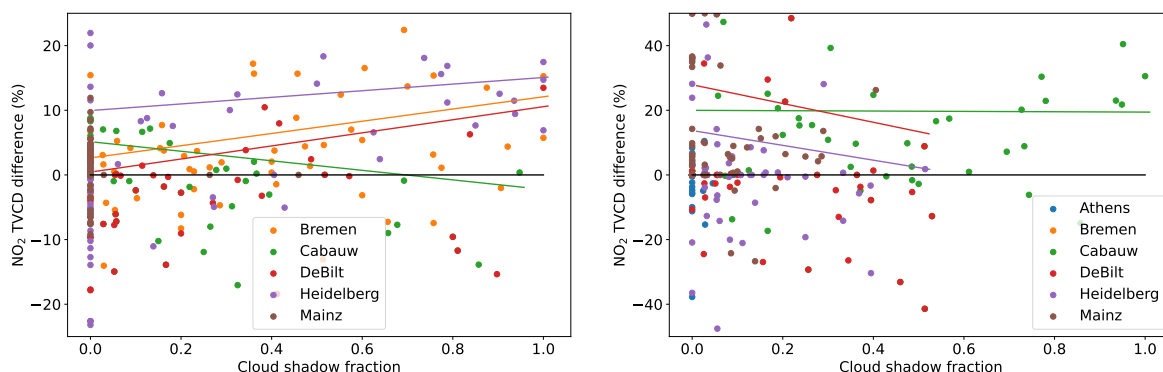 NO₂ TVCD difference (%)
20
10
0
−10
−20
0.0 0.2 0.4 0.6 0.8 1.0
Cloud shadow fraction
Bremen
Cabauw
DeBilt
Heidelberg
Mainz
NO₂ TVCD difference (%)
40
20
0
−20
−40
0.0 0.2 0.4 0.6 0.8 1.0
Cloud shadow fraction
Athens
Bremen
Cabauw
DeBilt
Heidelberg
Mainz